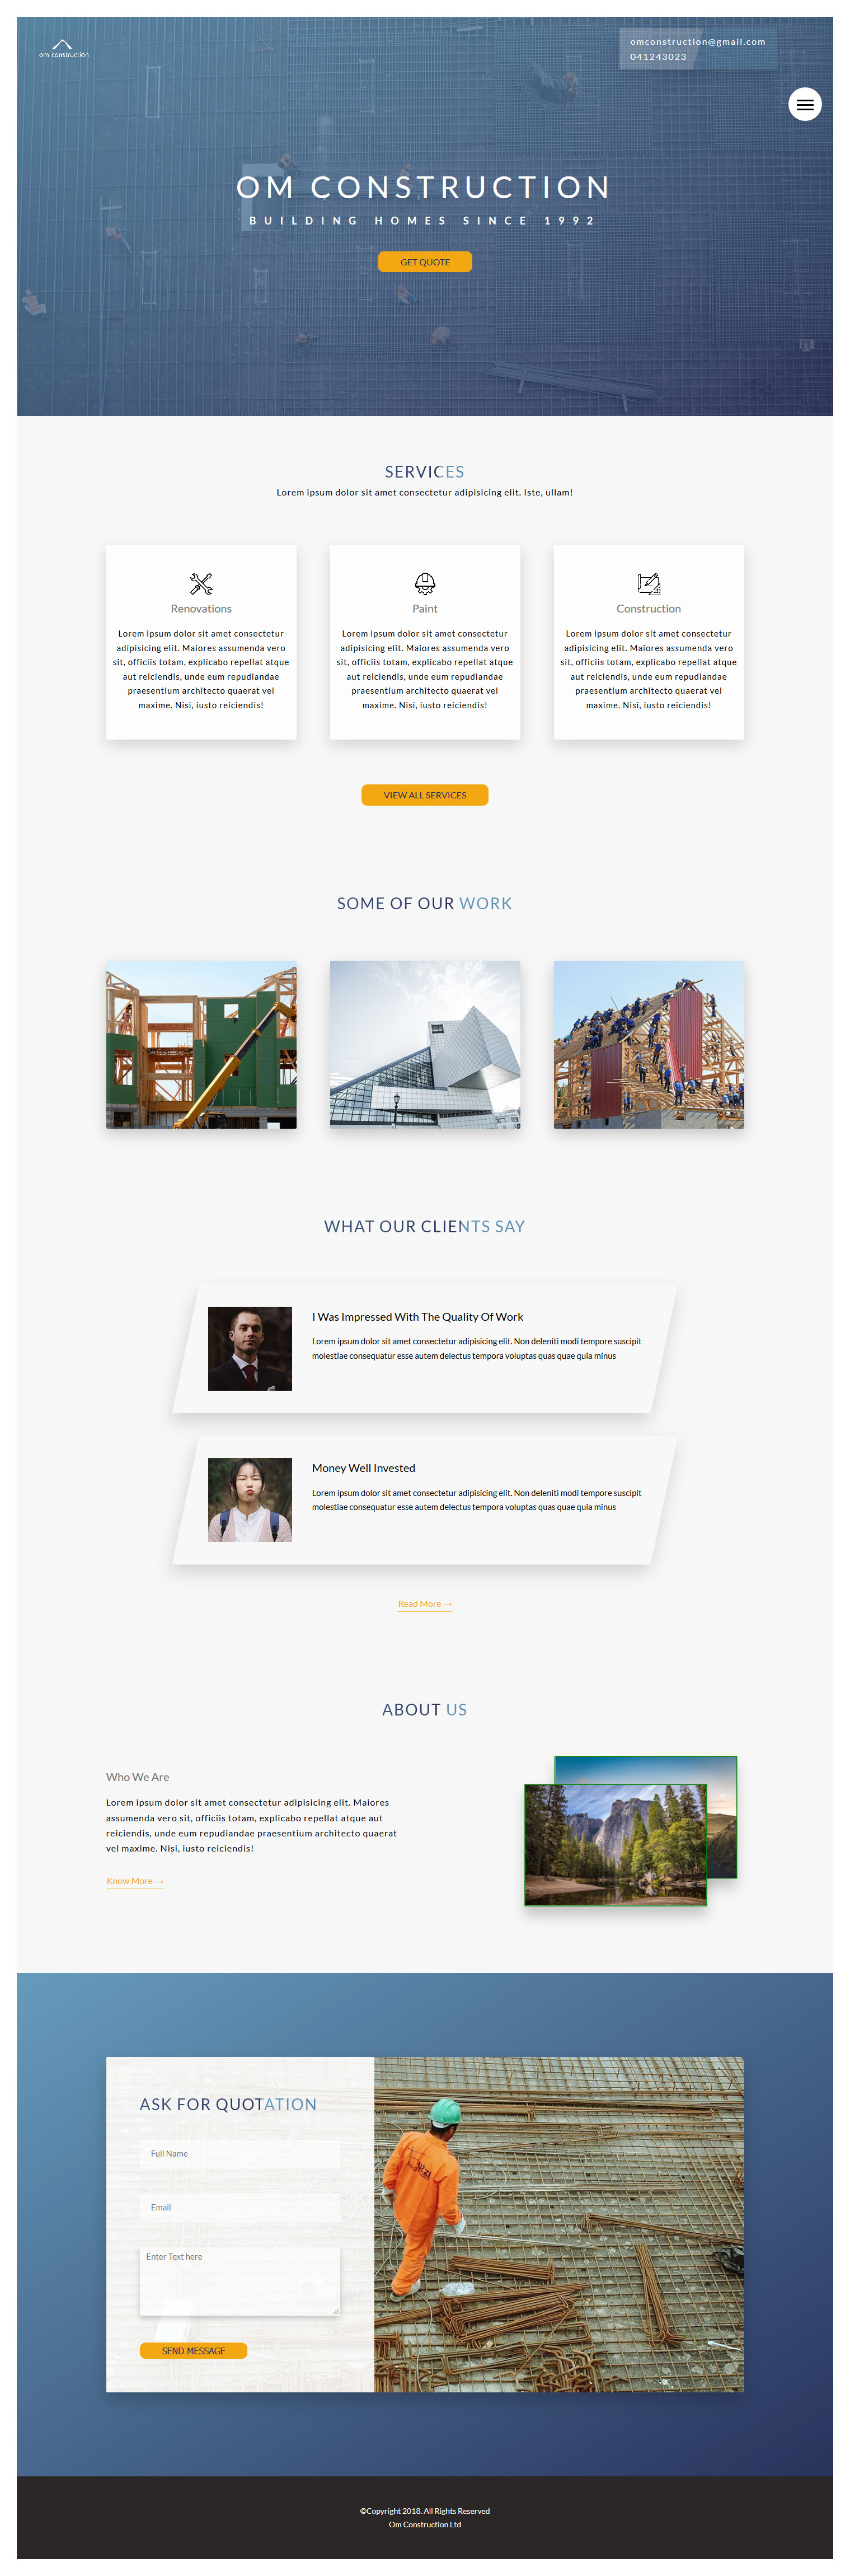 om construction
omconstruction@gmail.com
041243023
OM CONSTRUCTION
BUILDING HOMES SINCE 1992
GET QUOTE
SERVICES
Lorem ipsum dolor sit amet consectetur adipisicing elit. Iste, ullam!
Renovations
Lorem ipsum dolor sit amet consectetur
adipisicing elit. Maiores assumenda vero
sit, officiis totam, explicabo repellat atque
aut reiciendis, unde eum repudiandae
praesentium architecto quaerat vel
maxime. Nisi, iusto reiciendis!
Paint
Lorem ipsum dolor sit amet consectetur
adipisicing elit. Maiores assumenda vero
sit, officiis totam, explicabo repellat atque
aut reiciendis, unde eum repudiandae
praesentium architecto quaerat vel
maxime. Nisi, iusto reiciendis!
Construction
Lorem ipsum dolor sit amet consectetur
adipisicing elit. Maiores assumenda vero
sit, officiis totam, explicabo repellat atque
aut reiciendis, unde eum repudiandae
praesentium architecto quaerat vel
maxime. Nisi, iusto reiciendis!
VIEW ALL SERVICES
SOME OF OUR WORK
WHAT OUR CLIENTS SAY
I Was Impressed With The Quality Of Work
Lorem ipsum dolor sit amet consectetur adipisicing elit. Non deleniti modi tempore suscipit
molestiae consequatur esse autem delectus tempora voluptas quas quae quia minus
Money Well Invested
Lorem ipsum dolor sit amet consectetur adipisicing elit. Non deleniti modi tempore suscipit
molestiae consequatur esse autem delectus tempora voluptas quas quae quia minus
Read More →
ABOUT US
Who We Are
Lorem ipsum dolor sit amet consectetur adipisicing elit. Maiores
assumenda vero sit, officiis totam, explicabo repellat atque aut
reiciendis, unde eum repudiandae praesentium architecto quaerat
vel maxime. Nisi, iusto reiciendis!
Know More →
ASK FOR QUOTATION
Full Name
Email
Enter Text here
SEND MESSAGE
©Copyright 2018. All Rights Reserved
Om Construction Ltd